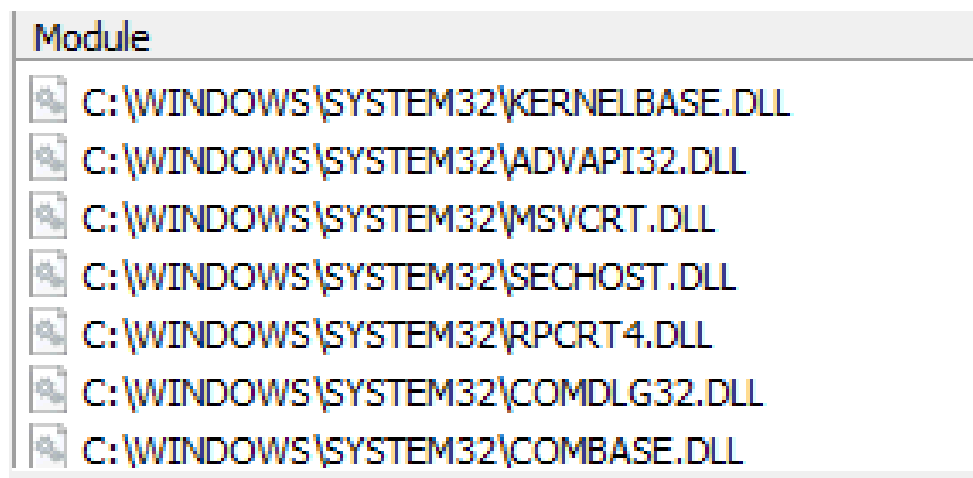 Module
C:\WINDOWS\SYSTEM32\KERNELBASE.DLL
C:\WINDOWS\SYSTEM32\ADVAPI32.DLL
C:\WINDOWS\SYSTEM32\MSVCRT.DLL
C:\WINDOWS\SYSTEM32\SECHOST.DLL
C:\WINDOWS\SYSTEM32\RPCRT4.DLL
C:\WINDOWS\SYSTEM32\COMDLG32.DLL
C:\WINDOWS\SYSTEM32\COMBASE.DLL